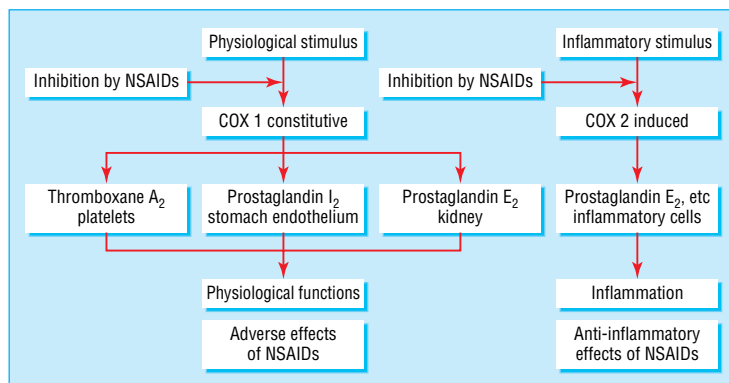 Physiological stimulus
Inflammatory stimulus
Inhibition by NSAIDs
Inhibition by NSAIDs
COX 1 constitutive
COX 2 induced
Thromboxane A2
platelets
Prostaglandin I2
stomach endothelium
Prostaglandin E2
kidney
Prostaglandin E2, etc
inflammatory cells
Physiological functions
Inflammation
Adverse effects
of NSAIDs
Anti-inflammatory
effects of NSAIDs